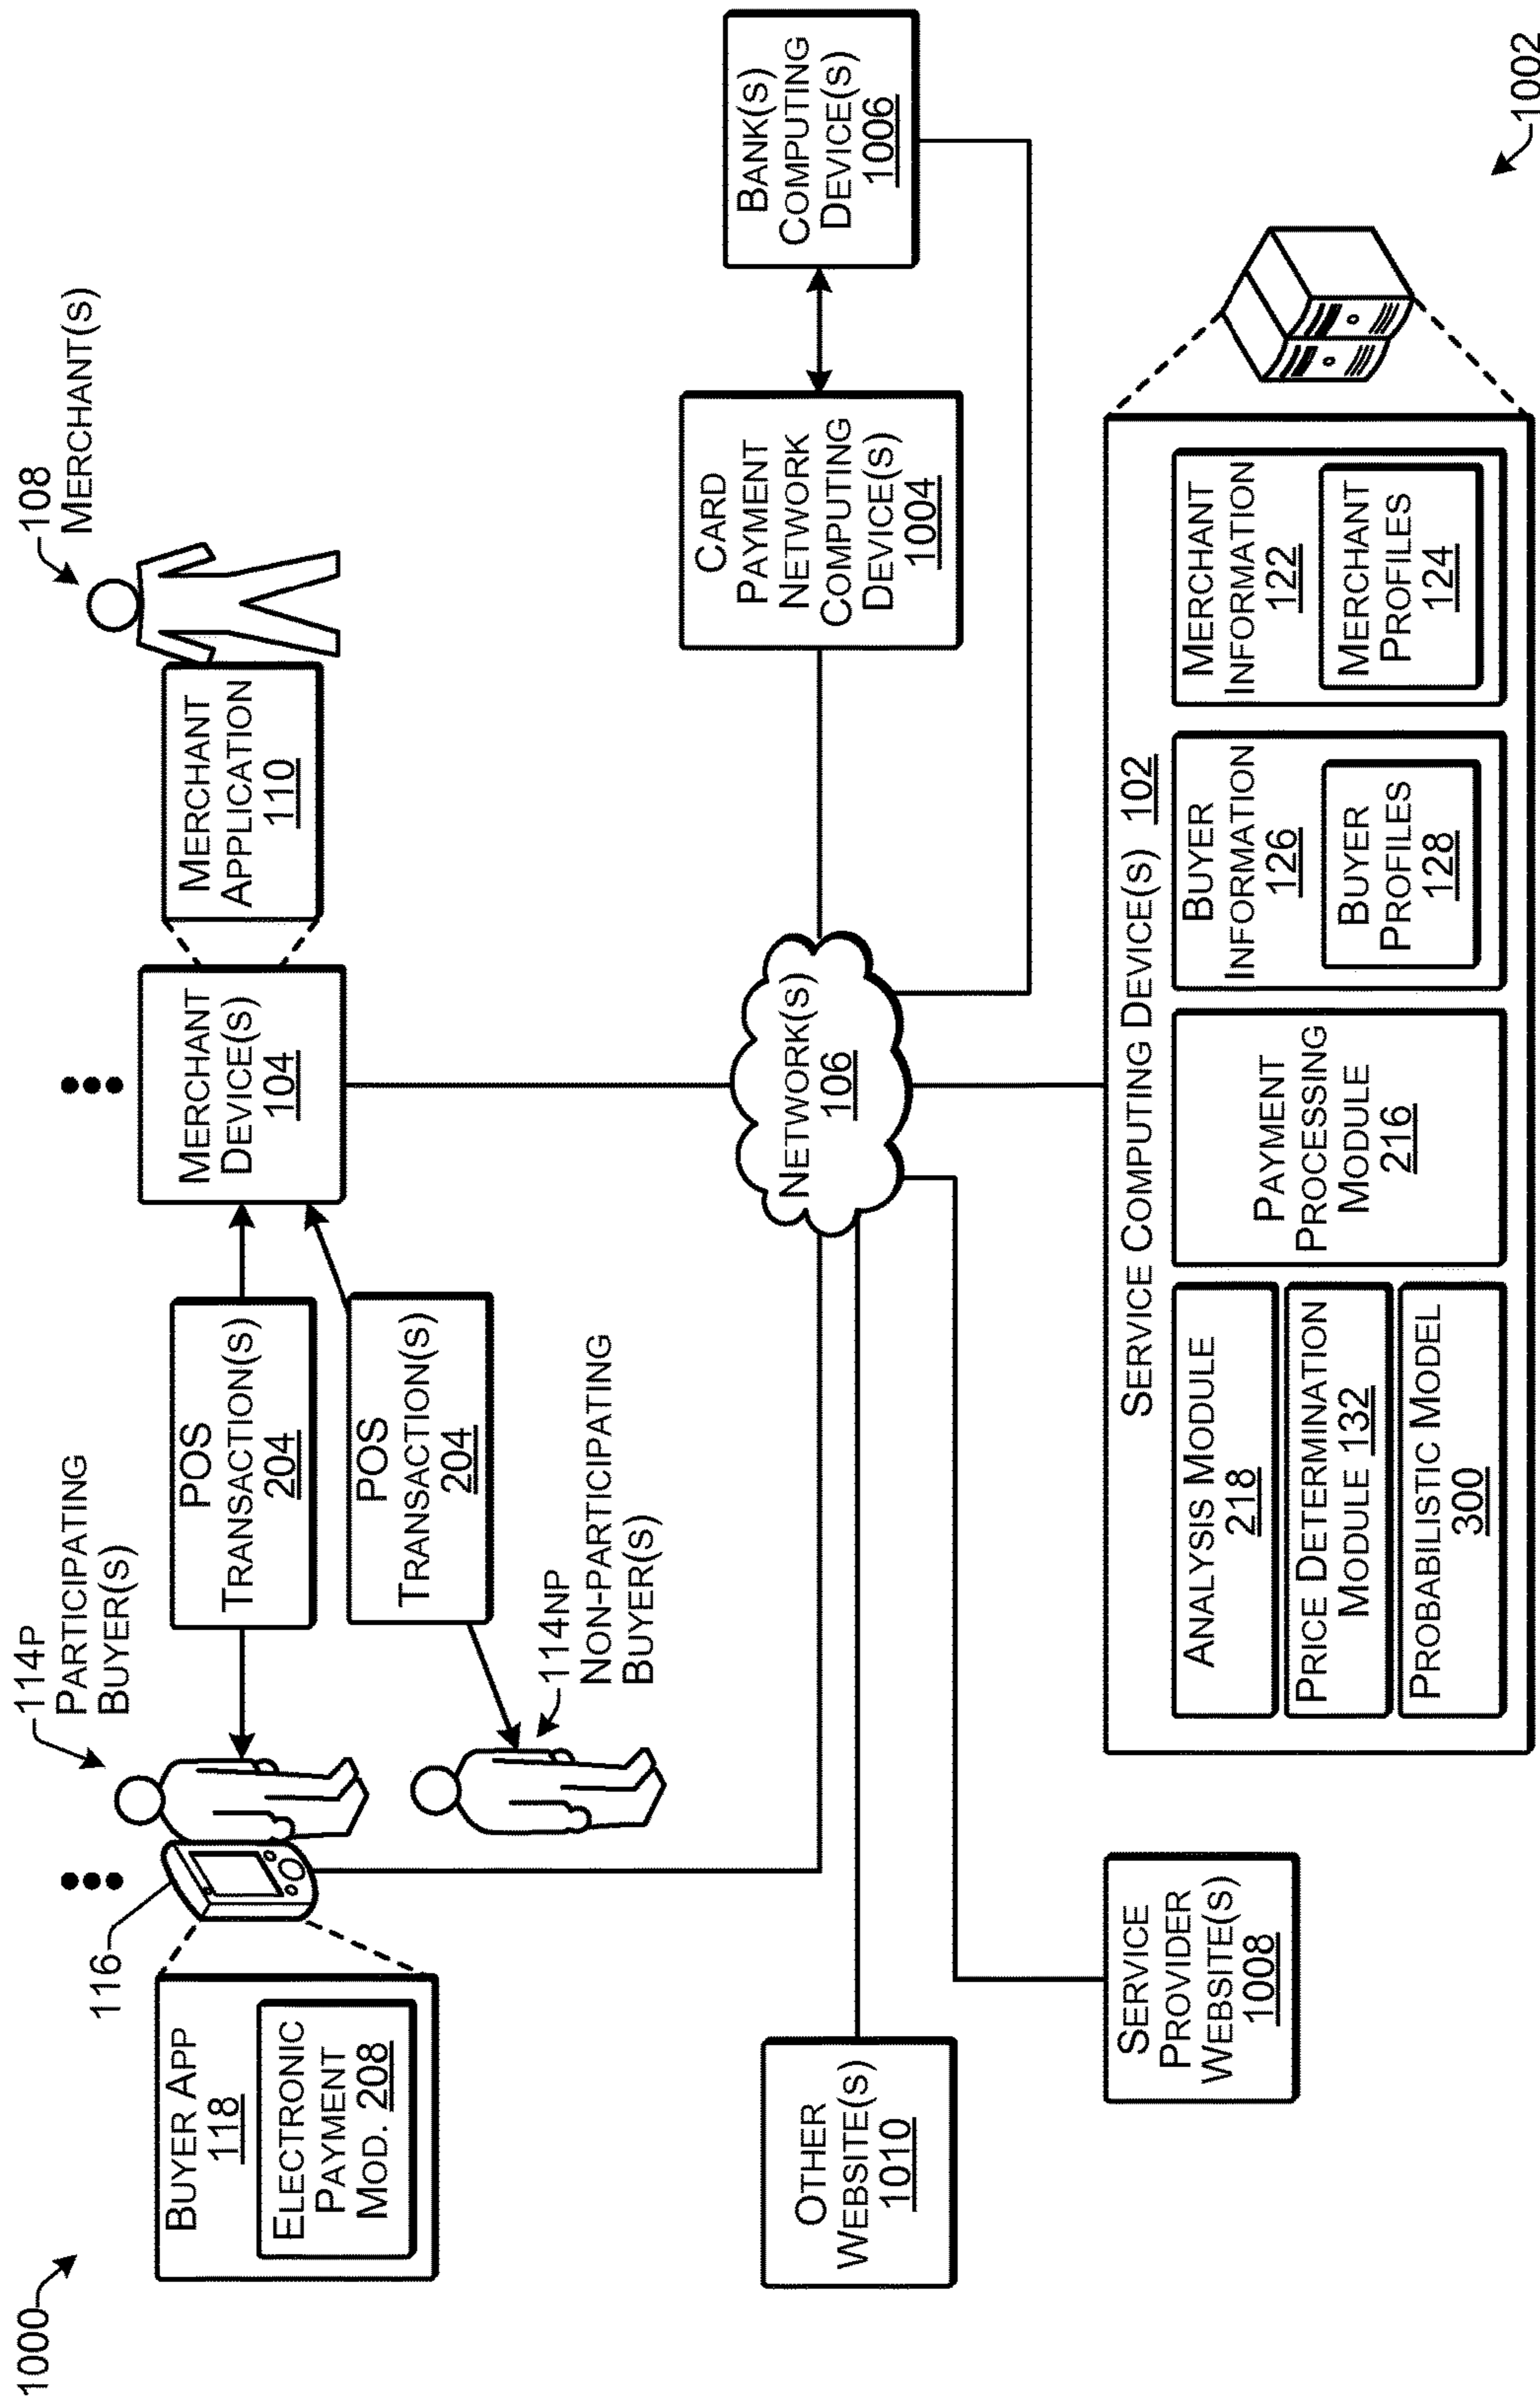 1000
BUYER APP
118
ELECTRONIC
PAYMENT
MOD. 208
116
114P
PARTICIPATING
BUYER(S)
114NP
NON-PARTICIPATING
BUYER(S)
POS
TRANSACTION(S)
204
POS
TRANSACTION(S)
204
MERCHANT
DEVICE(S)
104
MERCHANT
APPLICATION
110
108
MERCHANT(S)
OTHER
WEBSITE(S)
1010
NETWORK(S)
106
CARD
PAYMENT
NETWORK
COMPUTING
DEVICE(S)
1004
BANK(S)
COMPUTING
DEVICE(S)
1006
SERVICE
PROVIDER
WEBSITE(S)
1008
SERVICE COMPUTING DEVICE(S) 102
ANALYSIS MODULE
218
PRICE DETERMINATION
MODULE 132
PROBABILISTIC MODEL
300
PAYMENT
PROCESSING
MODULE
216
BUYER
INFORMATION
126
BUYER
PROFILES
128
MERCHANT
INFORMATION
122
MERCHANT
PROFILES
124
1002